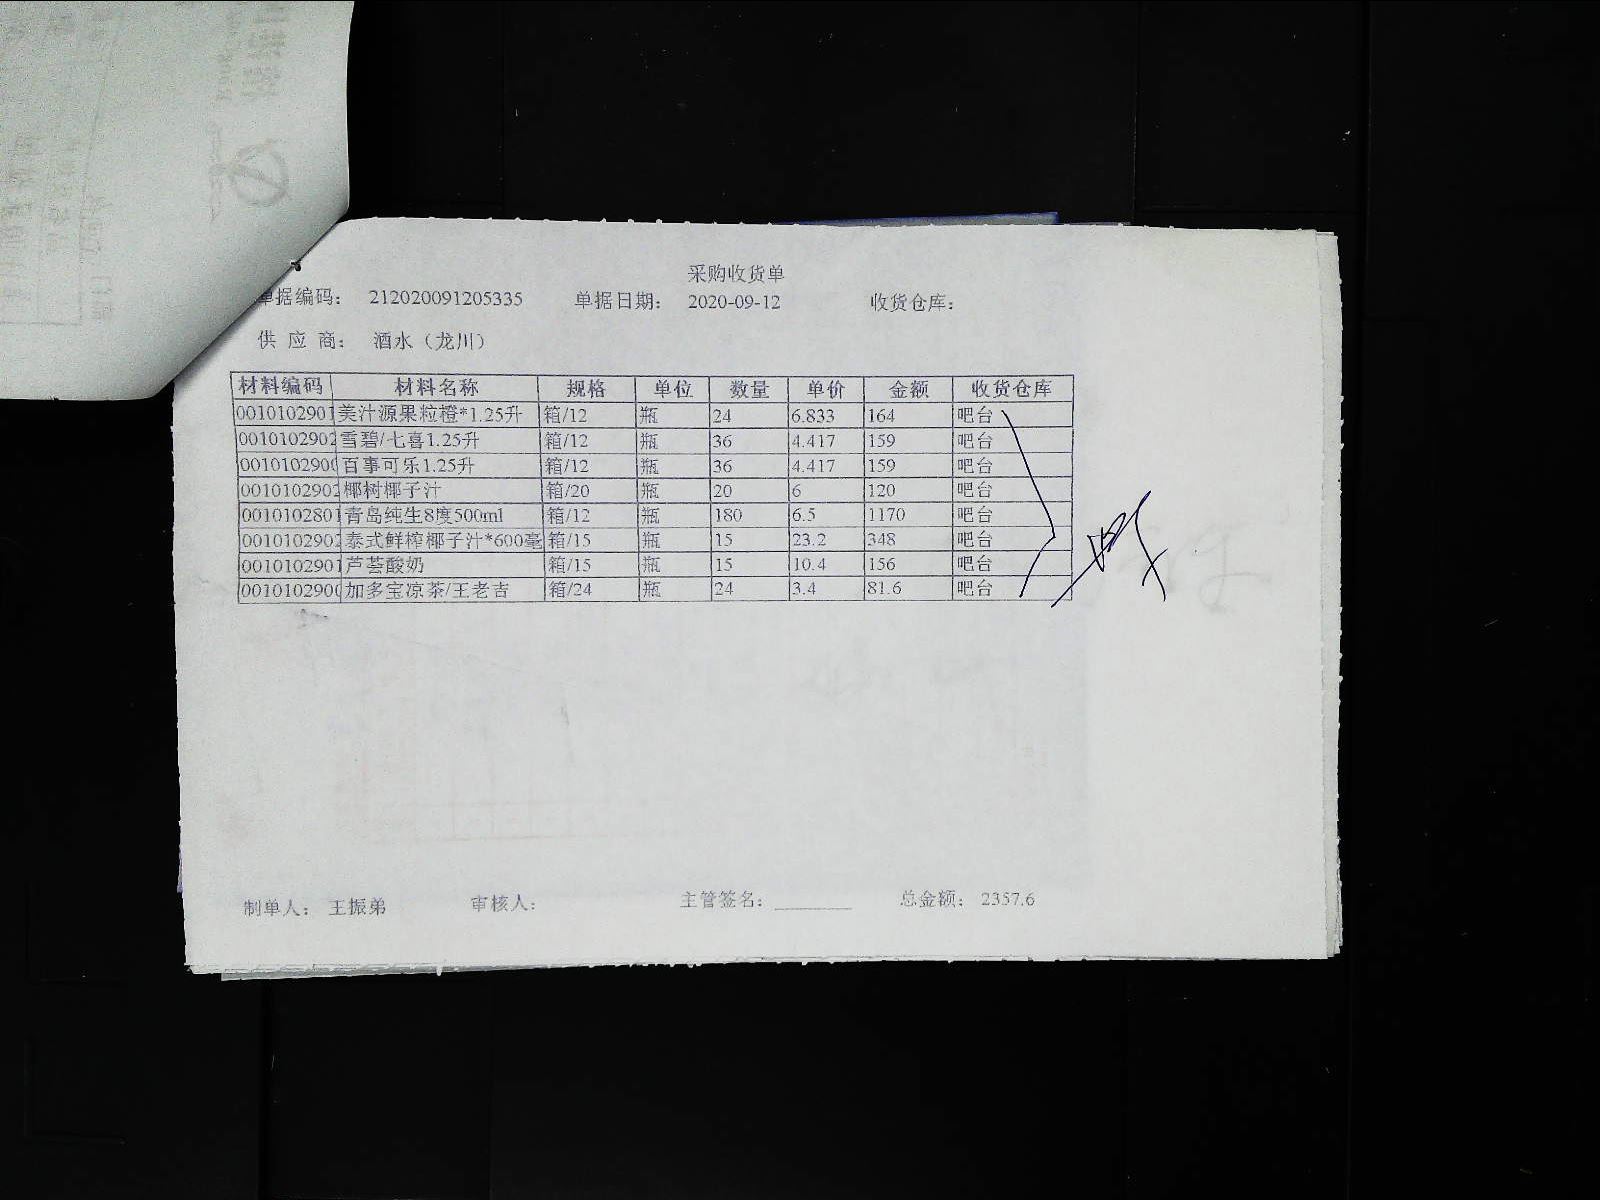 采购收货单
单据编码： 212020091205335 单据日期： 2020-09-12 收货仓库：
供 应 商： 酒水（龙川）
材料编码 材料名称 规格 单位 数量 单价 金额 收货仓库
0010102901 美汁源果粒橙*1.25升 箱/12 瓶 24 6.833 164 吧台
0010102902 雪碧/七喜1.25升 箱/12 瓶 36 4.417 159 吧台
0010102900 百事可乐1.25升 箱/12 瓶 36 4.417 159 吧台
0010102902 椰树椰子汁 箱/20 瓶 20 6 120 吧台
0010102801 青岛纯生8度500ml 箱/12 瓶 180 6.5 1170 吧台
0010102902 泰式鲜榨椰子汁*600毫 箱/15 瓶 15 23.2 348 吧台
0010102901 芦荟酸奶 箱/15 瓶 15 10.4 156 吧台
0010102900 加多宝凉茶/王老吉 箱/24 瓶 24 3.4 81.6 吧台
制单人： 王振弟 审核人： 主管签名： 总金额： 2357.6